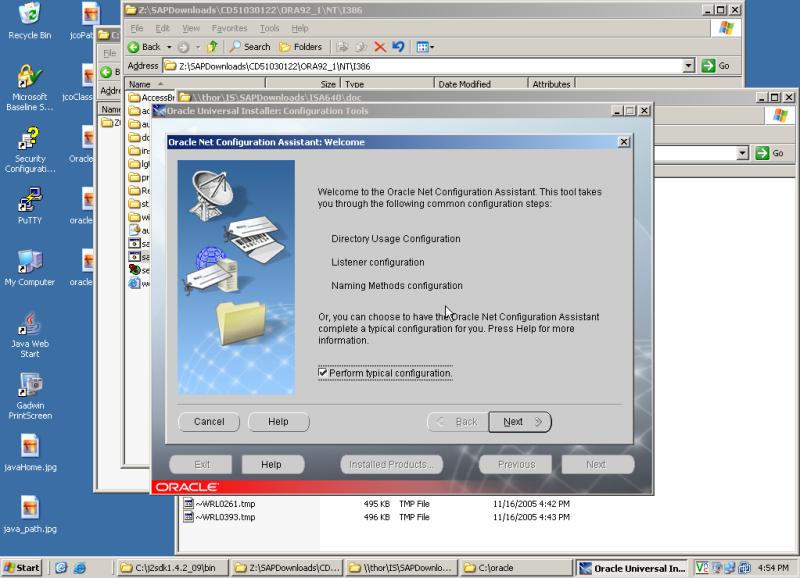 Recycle Bin
jcoPat
Microsoft
Baseline S...
jcoClass
Security
Configurati...
Oracle
PuTTY
oracle
My Computer
oracle
Java Web
Start
Gadwin
PrintScreen
javaHome.jpg
java_path.jpg
Z:\SAPDownloads\CD51030122\ORA92_1\NT\I386
File Edit View Favorites Tools Help
Back Search Folders
Address Z:\SAPDownloads\CD51030122\ORA92_1\NT\I386 Go
Name Size Type Date Modified Attributes
\\thor\IS\SAPDownloads\ISA640\doc
Go
Oracle Universal Installer: Configuration Tools
Oracle Net Configuration Assistant: Welcome
Welcome to the Oracle Net Configuration Assistant. This tool takes
you through the following common configuration steps:
Directory Usage Configuration
Listener configuration
Naming Methods configuration
Or, you can choose to have the Oracle Net Configuration Assistant
complete a typical configuration for you. Press Help for more
information.
Perform typical configuration.
Cancel Help Back Next
Exit Help Installed Products... Previous Next
ORACLE
~WRL0261.tmp 495 KB TMP File 11/16/2005 4:42 PM
~WRL0393.tmp 496 KB TMP File 11/16/2005 4:43 PM
Start C:\j2sdk1.4.2_09\bin Z:\SAPDownloads\CD... \\thor\IS\SAPDownlo... C:\oracle Oracle Universal In... 4:54 PM